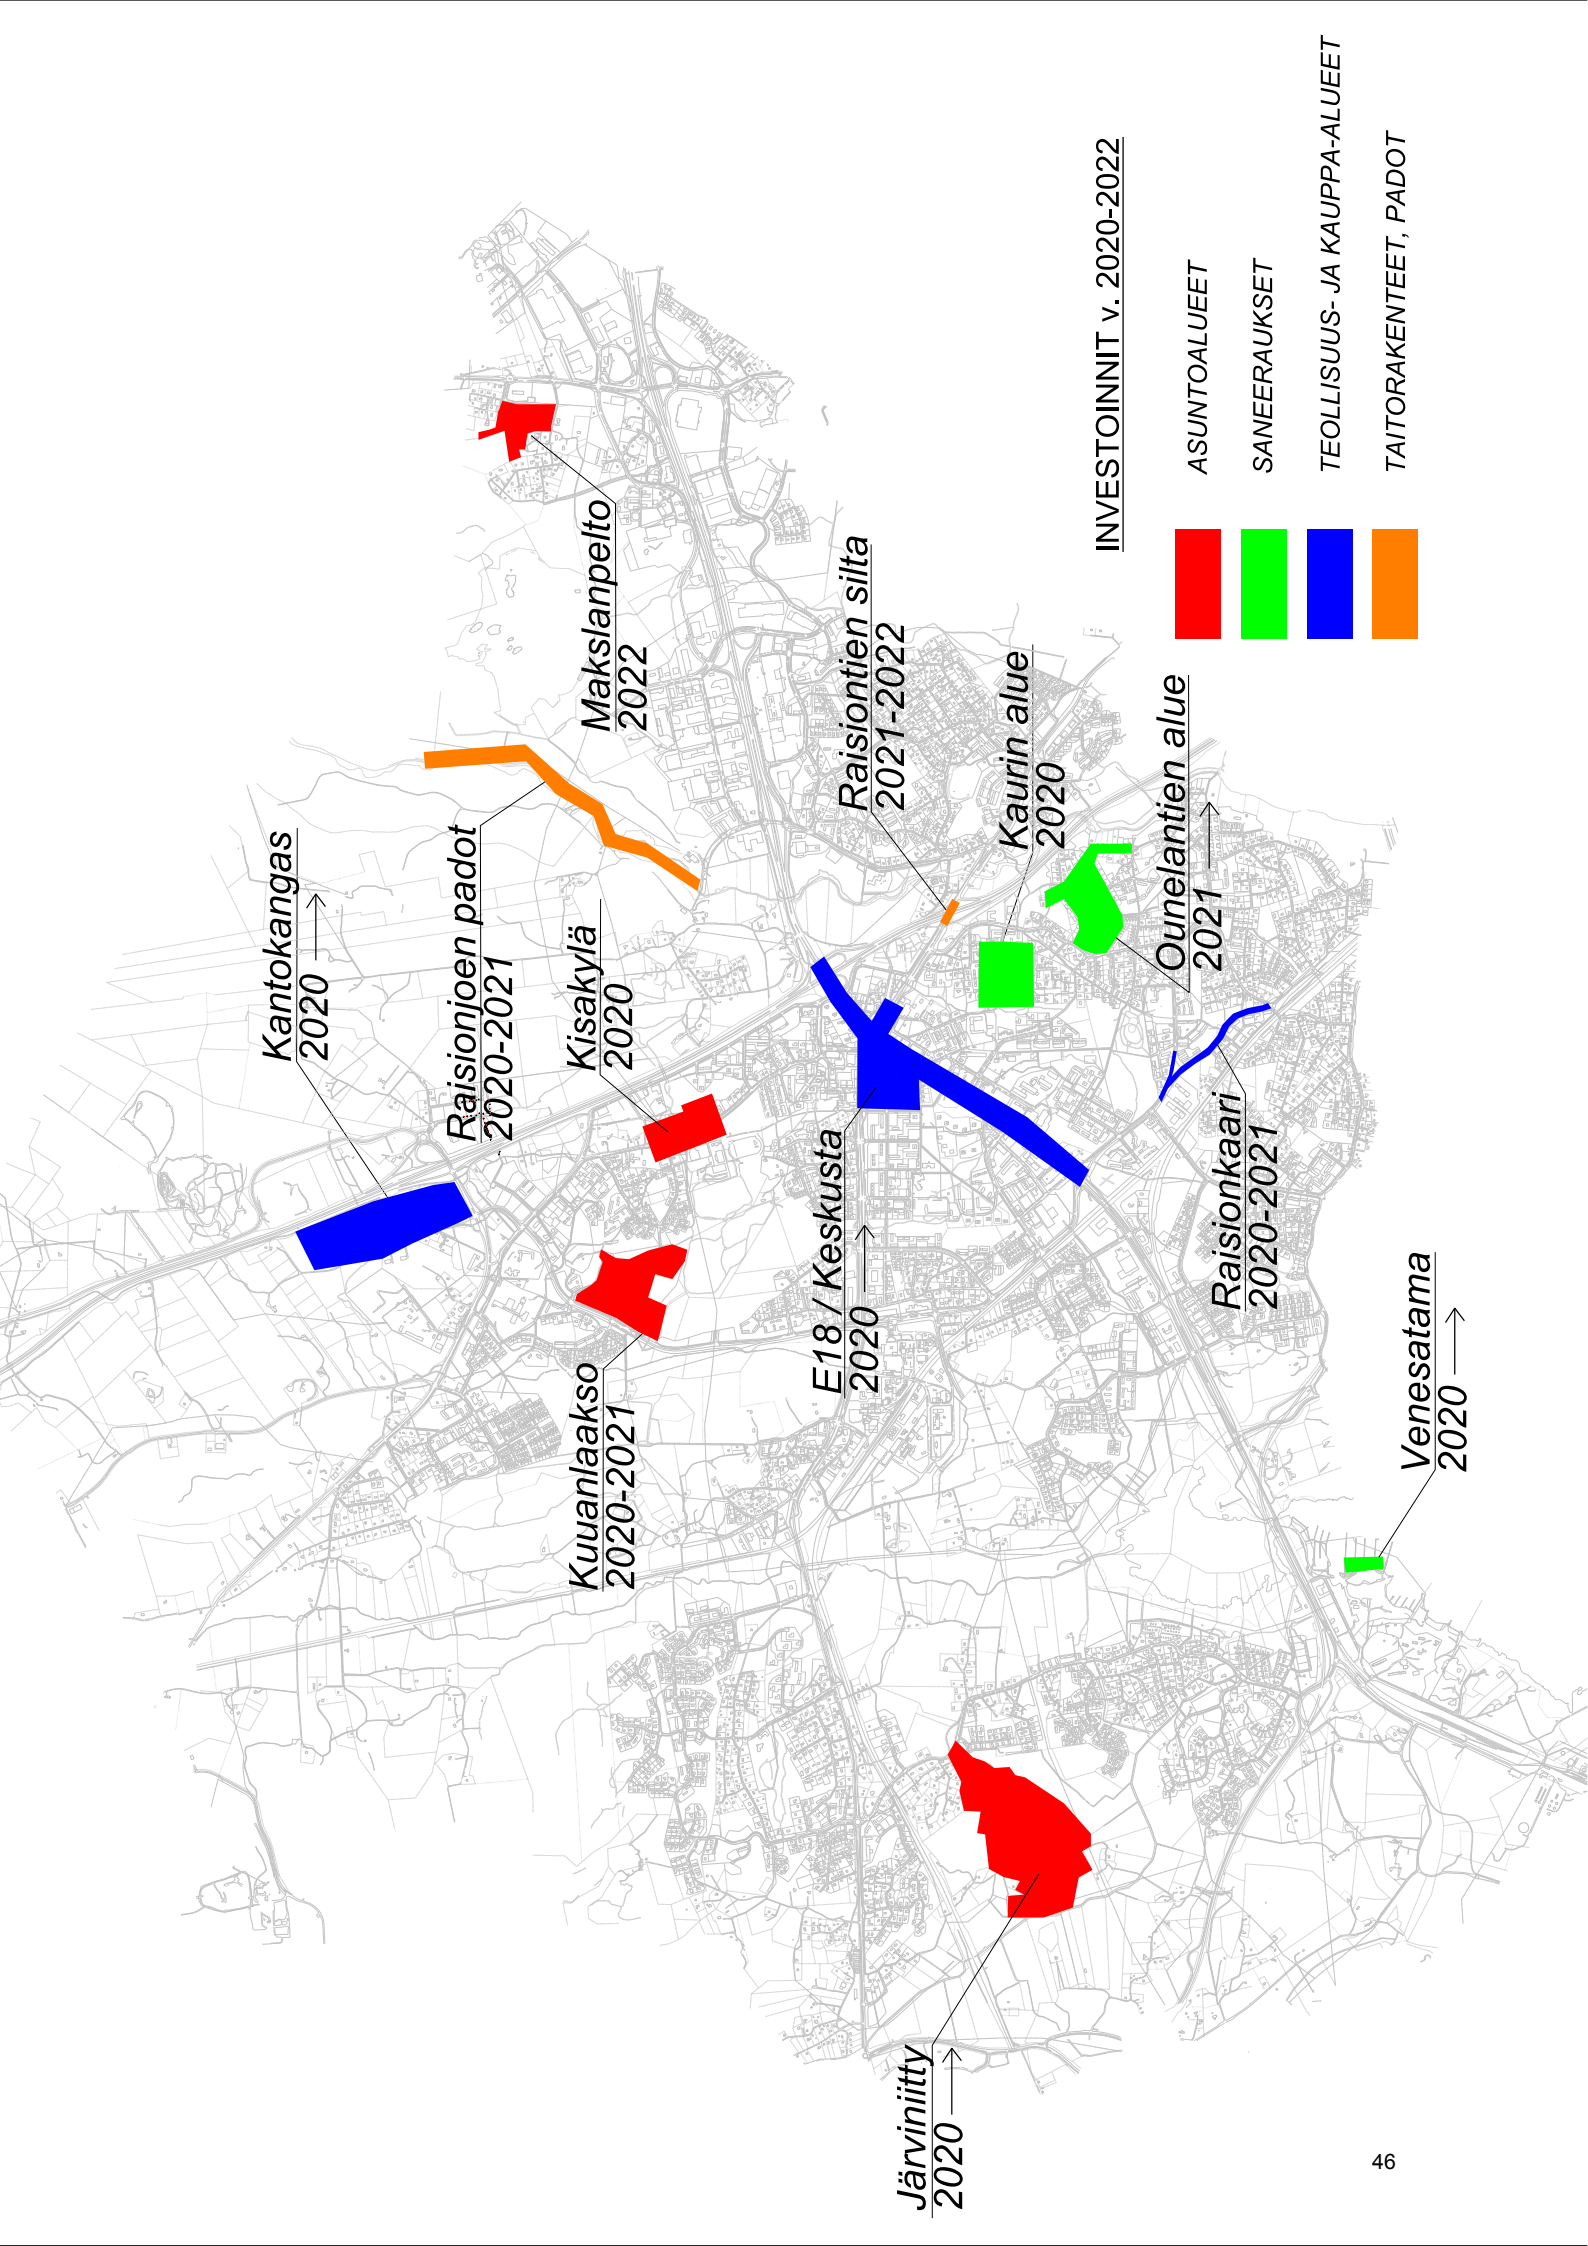 Kantokangas
2020
Raisionjoen padot
2020-2021
Kisakylä
2020
Kuuanlaakso
2020-2021
Makslanpelto
2022
E18 / Keskusta
2020
Raisiontien silta
2021-2022
Kaurin alue
2020
Ounelantien alue
2021
Raisionkaari
2020-2021
Venesatama
2020
Järviniitty
2020
INVESTOINNIT v. 2020-2022
ASUNTOALUEET
SANEERAUKSET
TEOLLISUUS- JA KAUPPA-ALUEET
TAITORAKENTEET, PADOT
46